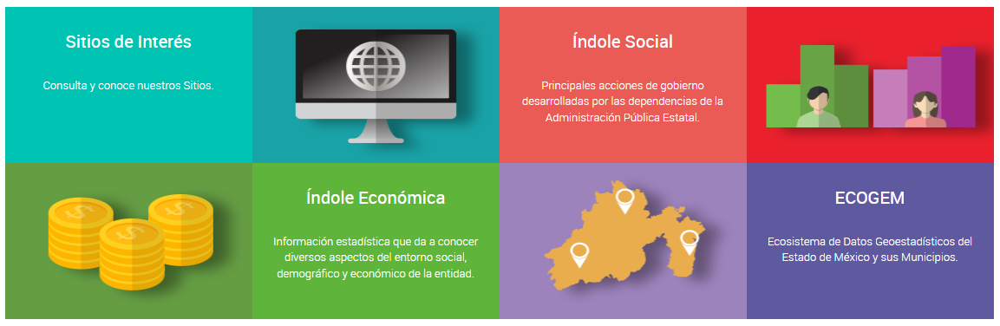 Sitios de Interés
Consulta y conoce nuestros Sitios.
Índole Social
Principales acciones de gobierno
desarrolladas por las dependencias de la
Administración Pública Estatal.
Índole Económica
Información estadística que da a conocer
diversos aspectos del entorno social,
demográfico y económico de la entidad.
ECOGEM
Ecosistema de Datos Geoestadísticos del
Estado de México y sus Municipios.